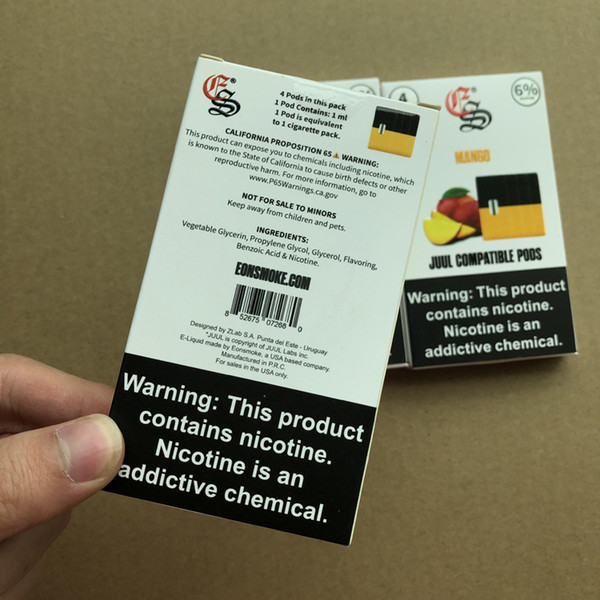 ES®
4 Pods in this pack
1 Pod Contains: 1 ml
1 Pod is equivalent
to 1 cigarette pack.
CALIFORNIA PROPOSITION 65 ⚠ WARNING:
This product can expose you to chemicals including nicotine, which
is known to the State of California to cause birth defects or other
reproductive harm. For more information, go to
www.P65Warnings.ca.gov
NOT FOR SALE TO MINORS
Keep away from children and pets.
INGREDIENTS:
Vegetable Glycerin, Propylene Glycol, Glycerol, Flavoring,
Benzoic Acid & Nicotine.
EONSMOKE.COM
8 52675 07268 0
Designed by ZLab S.A. Punta del Este - Uruguay
*JUUL is copyright of JUUL Labs inc.
E-Liquid made by Eonsmoke, a USA based company.
Manufactured in P.R.C.
For sales in the USA only.
Warning: This product
contains nicotine.
Nicotine is an
addictive chemical.
4
ES®
6%
MANGO
JUUL COMPATIBLE PODS
Warning: This product
contains nicotine.
Nicotine is an
addictive chemical.